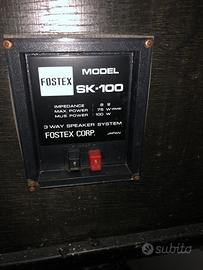 FOSTEX
MODEL
SK·100
IMPEDANCE 8 Ω
MAX. POWER 75 W
MUS. POWER 100 W
3 WAY SPEAKER SYSTEM
FOSTEX CORP. JAPAN
subito